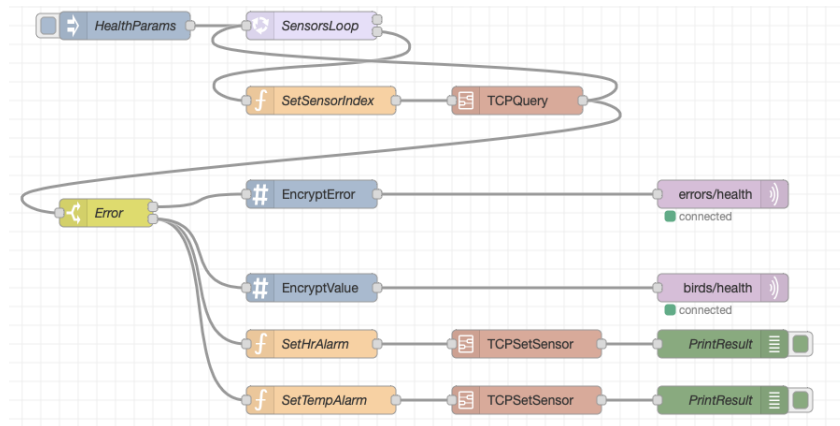 HealthParams
SensorsLoop
SetSensorIndex
TCPQuery
EncryptError
errors/health
Error
connected
EncryptValue
birds/health
connected
SetHrAlarm
TCPSetSensor
PrintResult
SetTempAlarm
TCPSetSensor
PrintResult